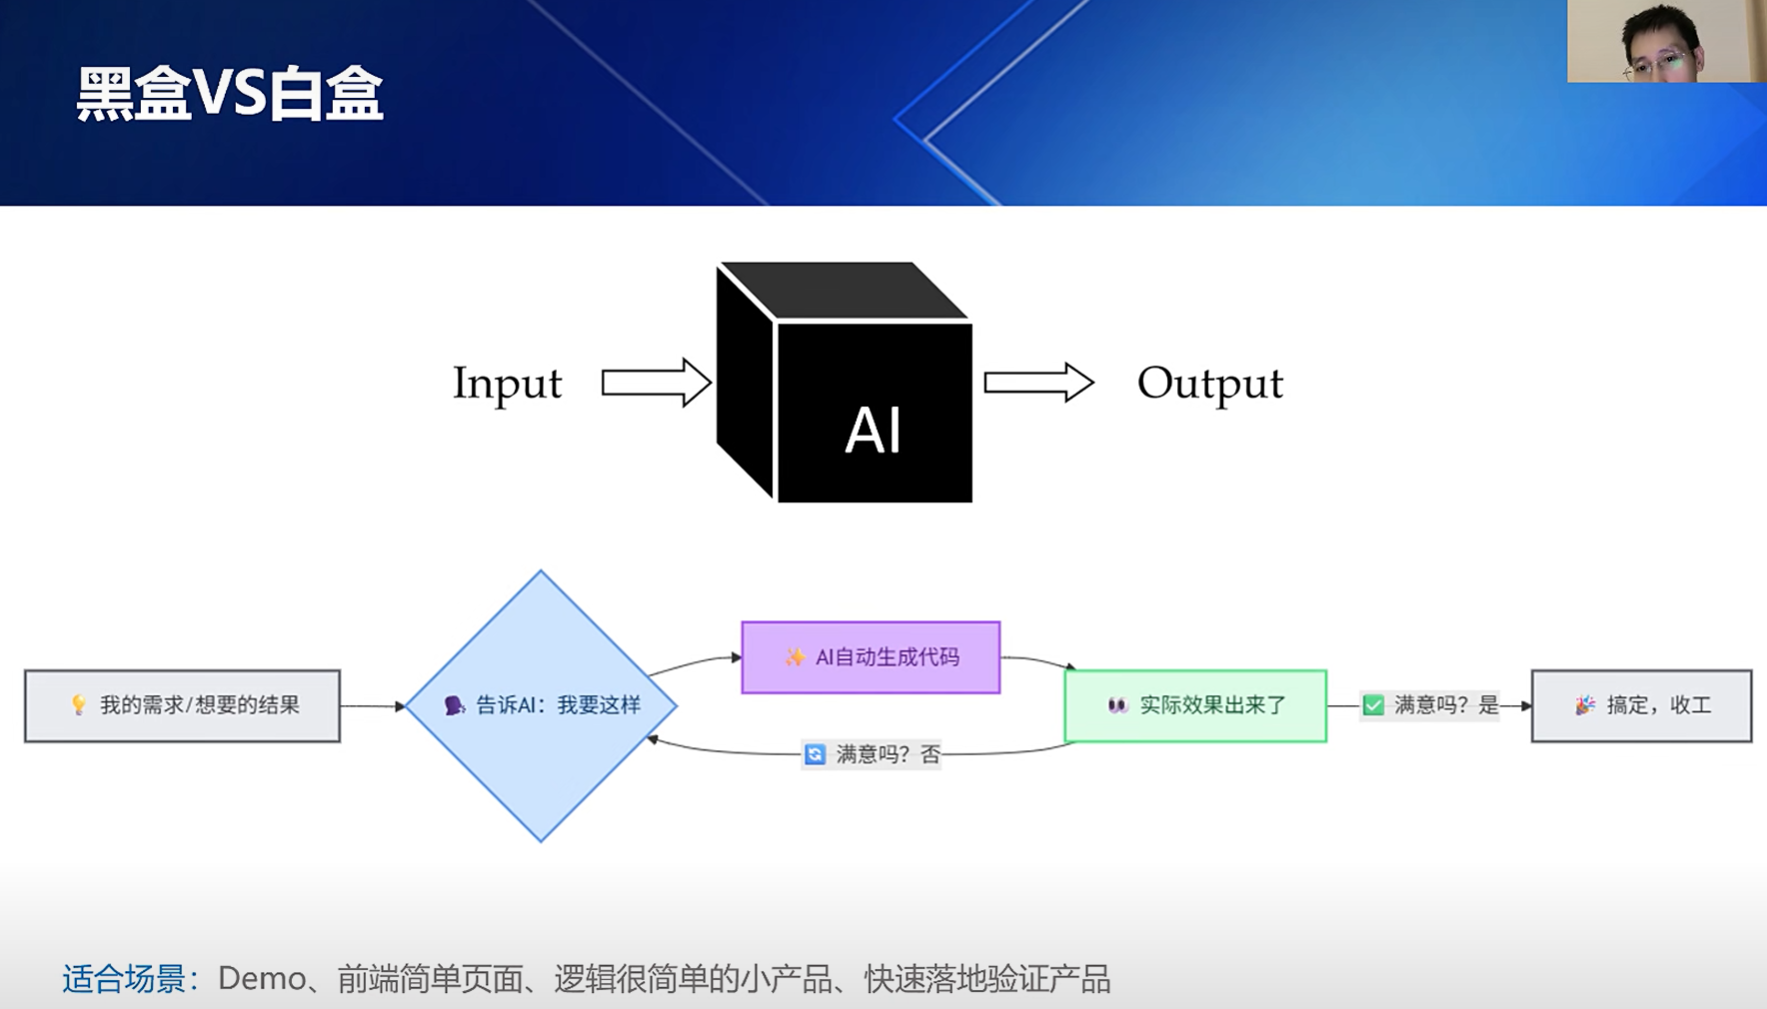 黑盒VS白盒
Input
AI
Output
💡 我的需求/想要的结果
🗣 告诉AI：我要这样
✨ AI自动生成代码
👀 实际效果出来了
🔄 满意吗？否
✅ 满意吗？是
🎉 搞定，收工
适合场景：Demo、前端简单页面、逻辑很简单的小产品、快速落地验证产品